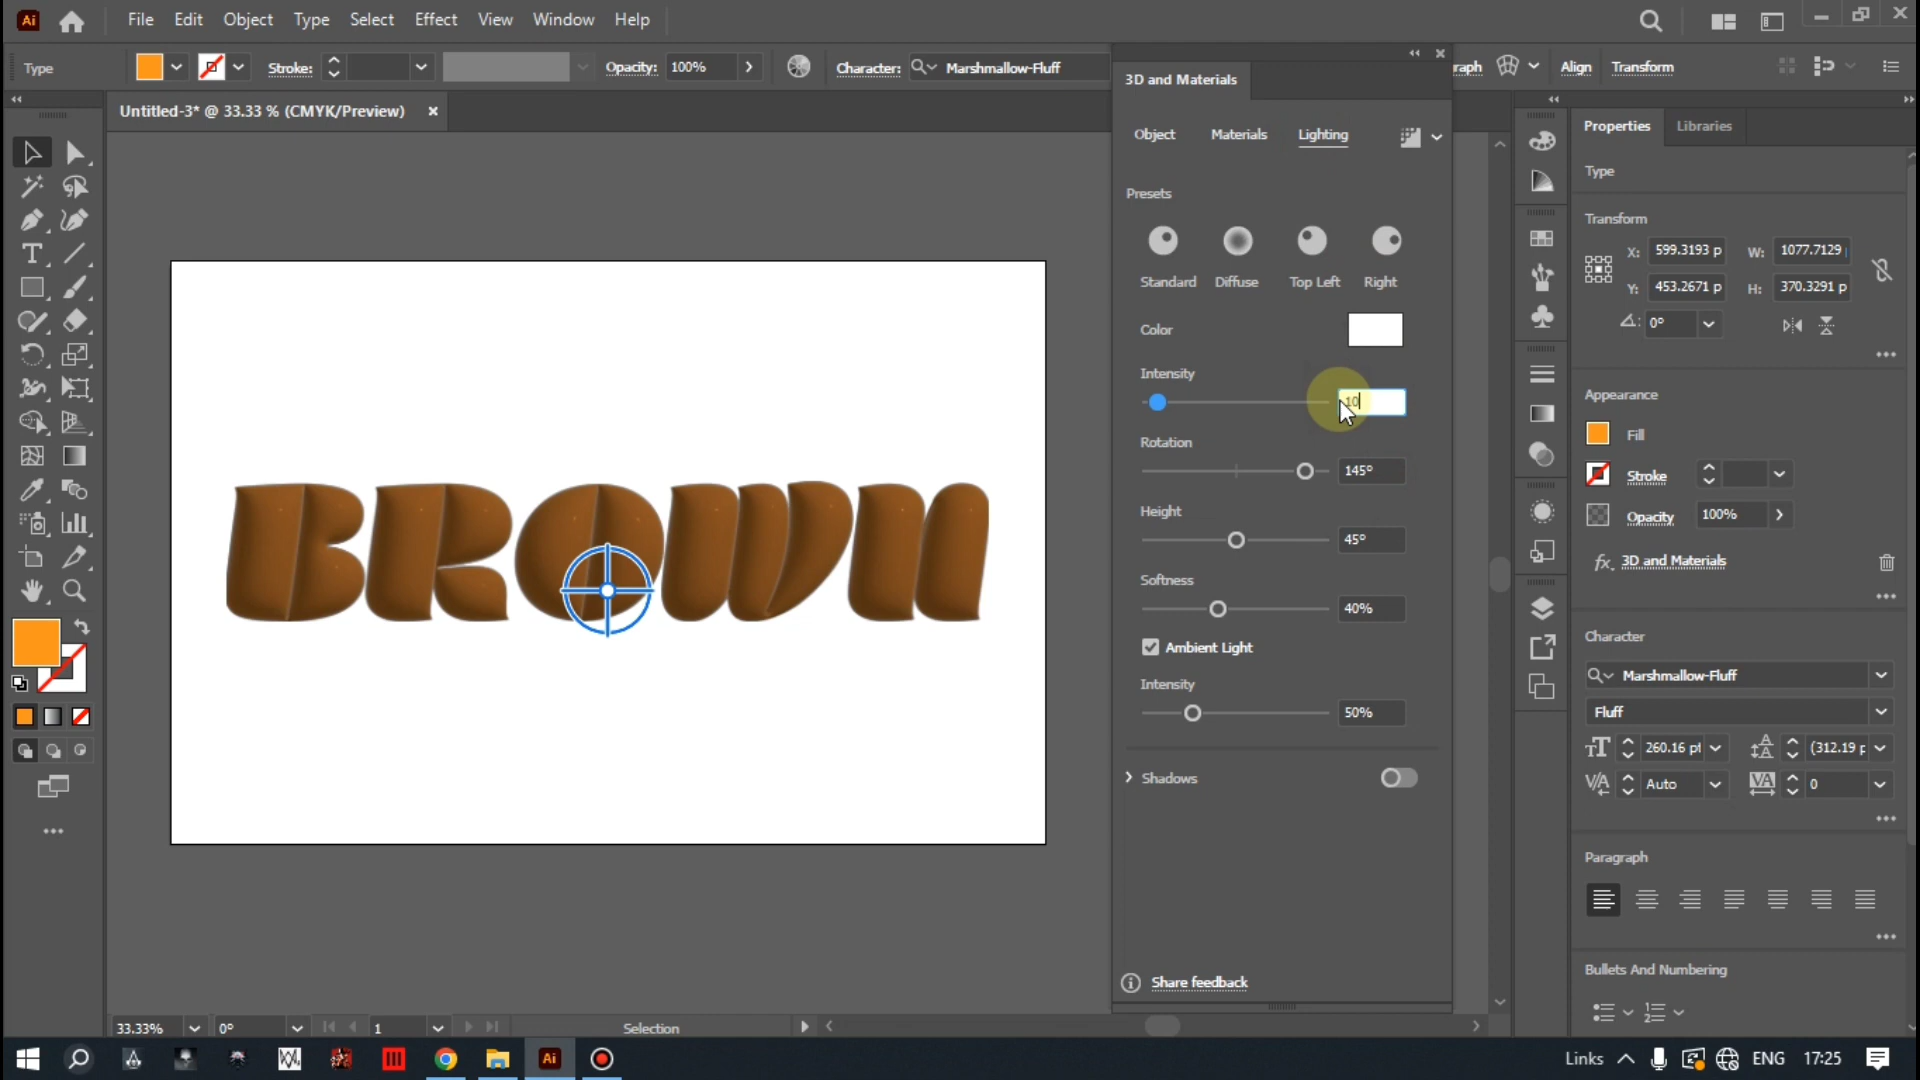 Ai File Edit Object Type Select Effect View Window Help
Type Stroke: Opacity: 100% Character: Marshmallow-Fluff raph Align Transform
3D and Materials
Untitled-3* @ 33.33 % (CMYK/Preview)
Object Materials Lighting
Presets
Standard Diffuse Top Left Right
Color
Intensity
10
Rotation
145°
Height
45°
Softness
40%
Ambient Light
Intensity
50%
Shadows
Share feedback
BROWN
Properties Libraries
Type
Transform
X: 599.3193 p W: 1077.7129
Y: 453.2671 p H: 370.3291 p
0°
Appearance
Fill
Stroke
Opacity 100%
fx. 3D and Materials
Character
Marshmallow-Fluff
Fluff
260.16 pt (312.19 p
Auto 0
Paragraph
Bullets And Numbering
33.33% 0° 1 Selection
Ai Links ENG 17:25